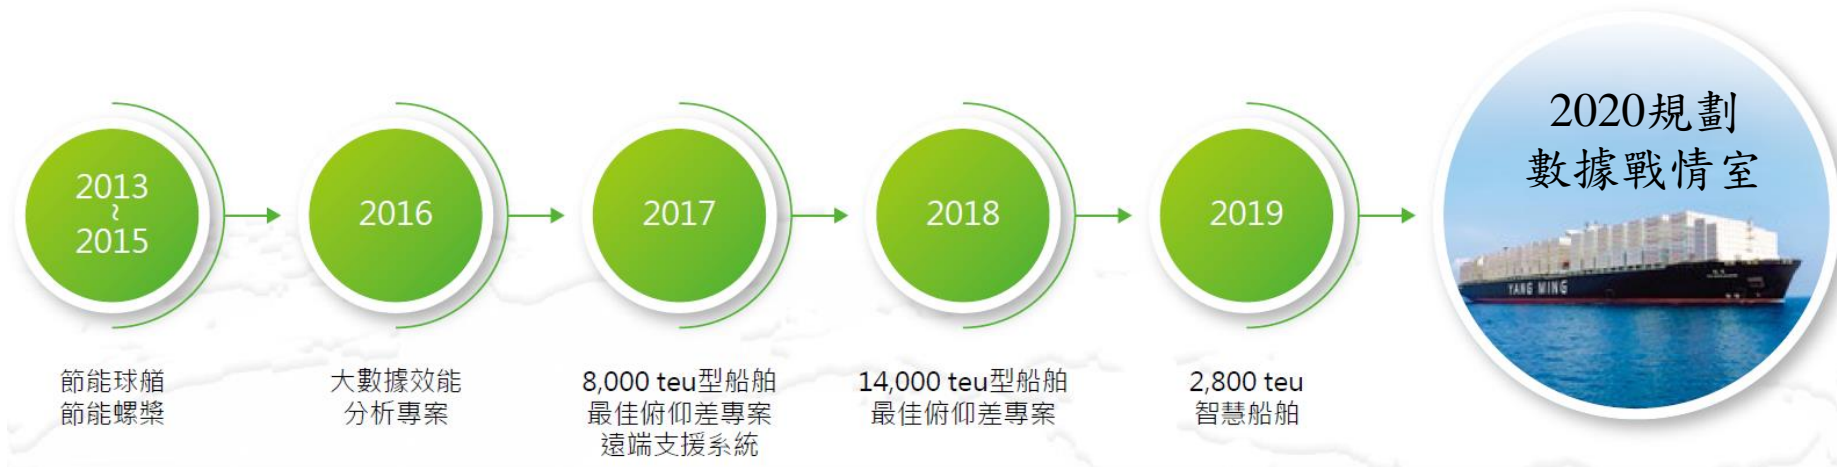 2013
~
2015
節能球艏
節能螺槳
2016
大數據效能
分析專案
2017
8,000 teu型船舶
最佳俯仰差專案
遠端支援系統
2018
14,000 teu型船舶
最佳俯仰差專案
2019
2,800 teu
智慧船舶
2020規劃
數據戰情室
YANG MING